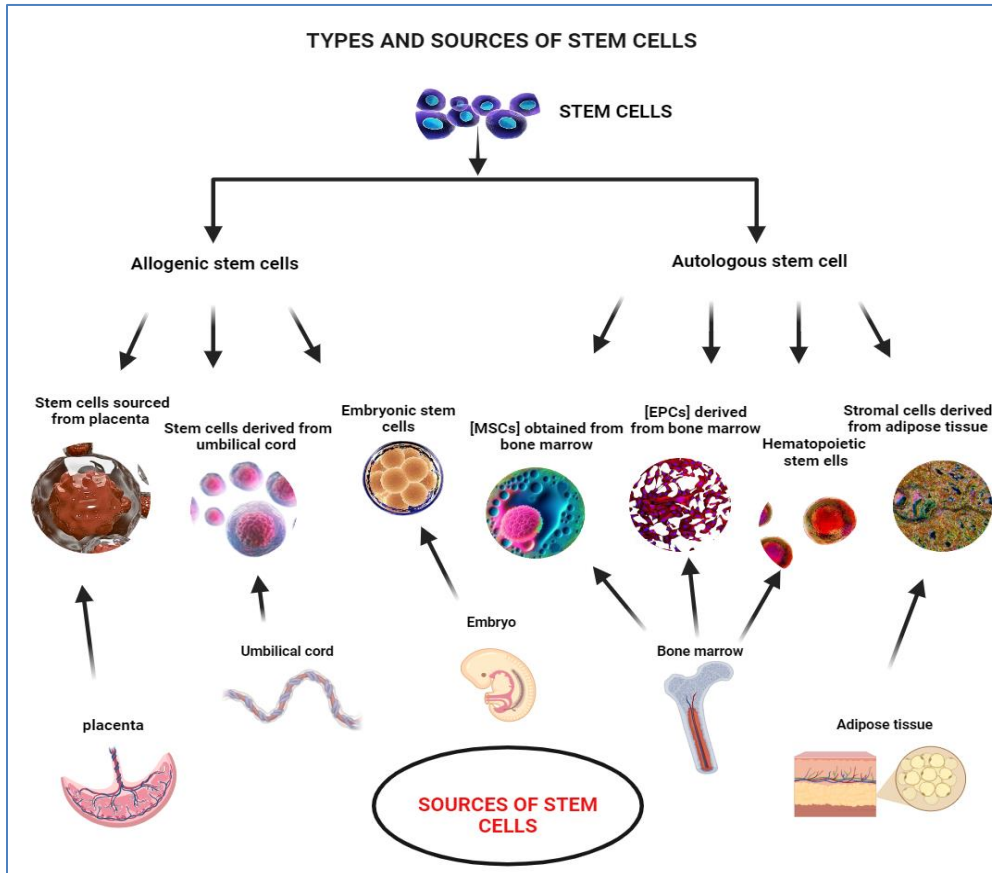 TYPES AND SOURCES OF STEM CELLS
STEM CELLS
Allogenic stem cells
Autologous stem cell
Stem cells sourced
from placenta
Stem cells derived from
umbilical cord
Embryonic stem
cells
[MSCs] obtained from
bone marrow
[EPCs] derived
from bone marrow
Hematopoietic
stem ells
Stromal cells derived
from adipose tissue
placenta
Umbilical cord
Embryo
Bone marrow
Adipose tissue
SOURCES OF STEM
CELLS